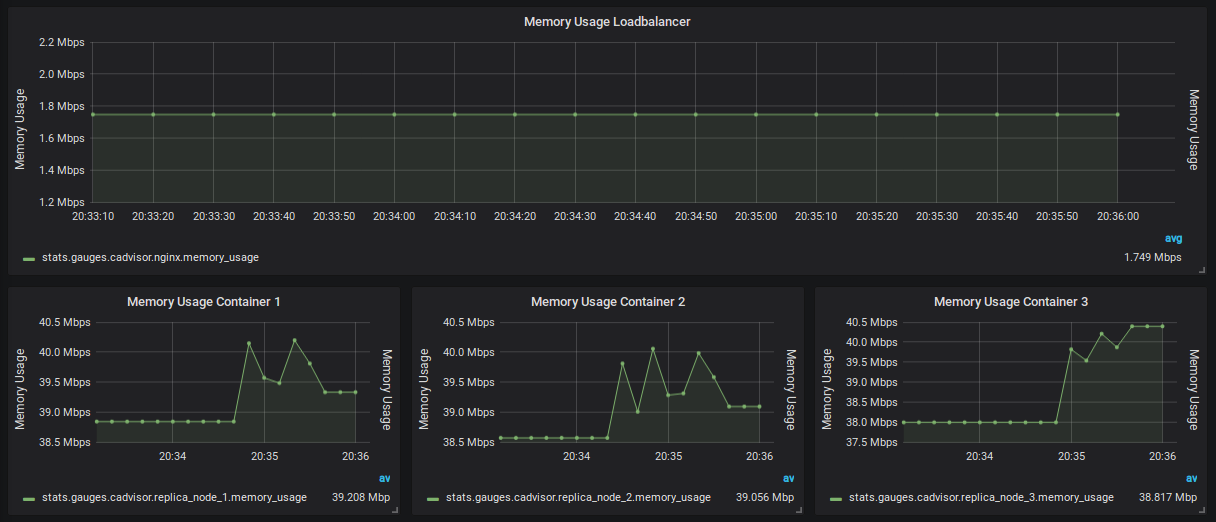 Memory Usage Loadbalancer
2.2 Mbps
2.0 Mbps
1.8 Mbps
1.6 Mbps
1.4 Mbps
1.2 Mbps
Memory Usage
Memory Usage
20:33:10 20:33:20 20:33:30 20:33:40 20:33:50 20:34:00 20:34:10 20:34:20 20:34:30 20:34:40 20:34:50 20:35:00 20:35:10 20:35:20 20:35:30 20:35:40 20:35:50 20:36:00
avg
stats.gauges.cadvisor.nginx.memory_usage 1.749 Mbps
Memory Usage Container 1
40.5 Mbps
40.0 Mbps
39.5 Mbps
39.0 Mbps
38.5 Mbps
Memory Usage
Memory Usage
20:34 20:35 20:36
av
stats.gauges.cadvisor.replica_node_1.memory_usage 39.208 Mbp
Memory Usage Container 2
40.5 Mbps
40.0 Mbps
39.5 Mbps
39.0 Mbps
38.5 Mbps
Memory Usage
Memory Usage
20:34 20:35 20:36
av
stats.gauges.cadvisor.replica_node_2.memory_usage 39.056 Mbp
Memory Usage Container 3
40.5 Mbps
40.0 Mbps
39.5 Mbps
39.0 Mbps
38.5 Mbps
38.0 Mbps
37.5 Mbps
Memory Usage
Memory Usage
20:34 20:35 20:36
av
stats.gauges.cadvisor.replica_node_3.memory_usage 38.817 Mbp